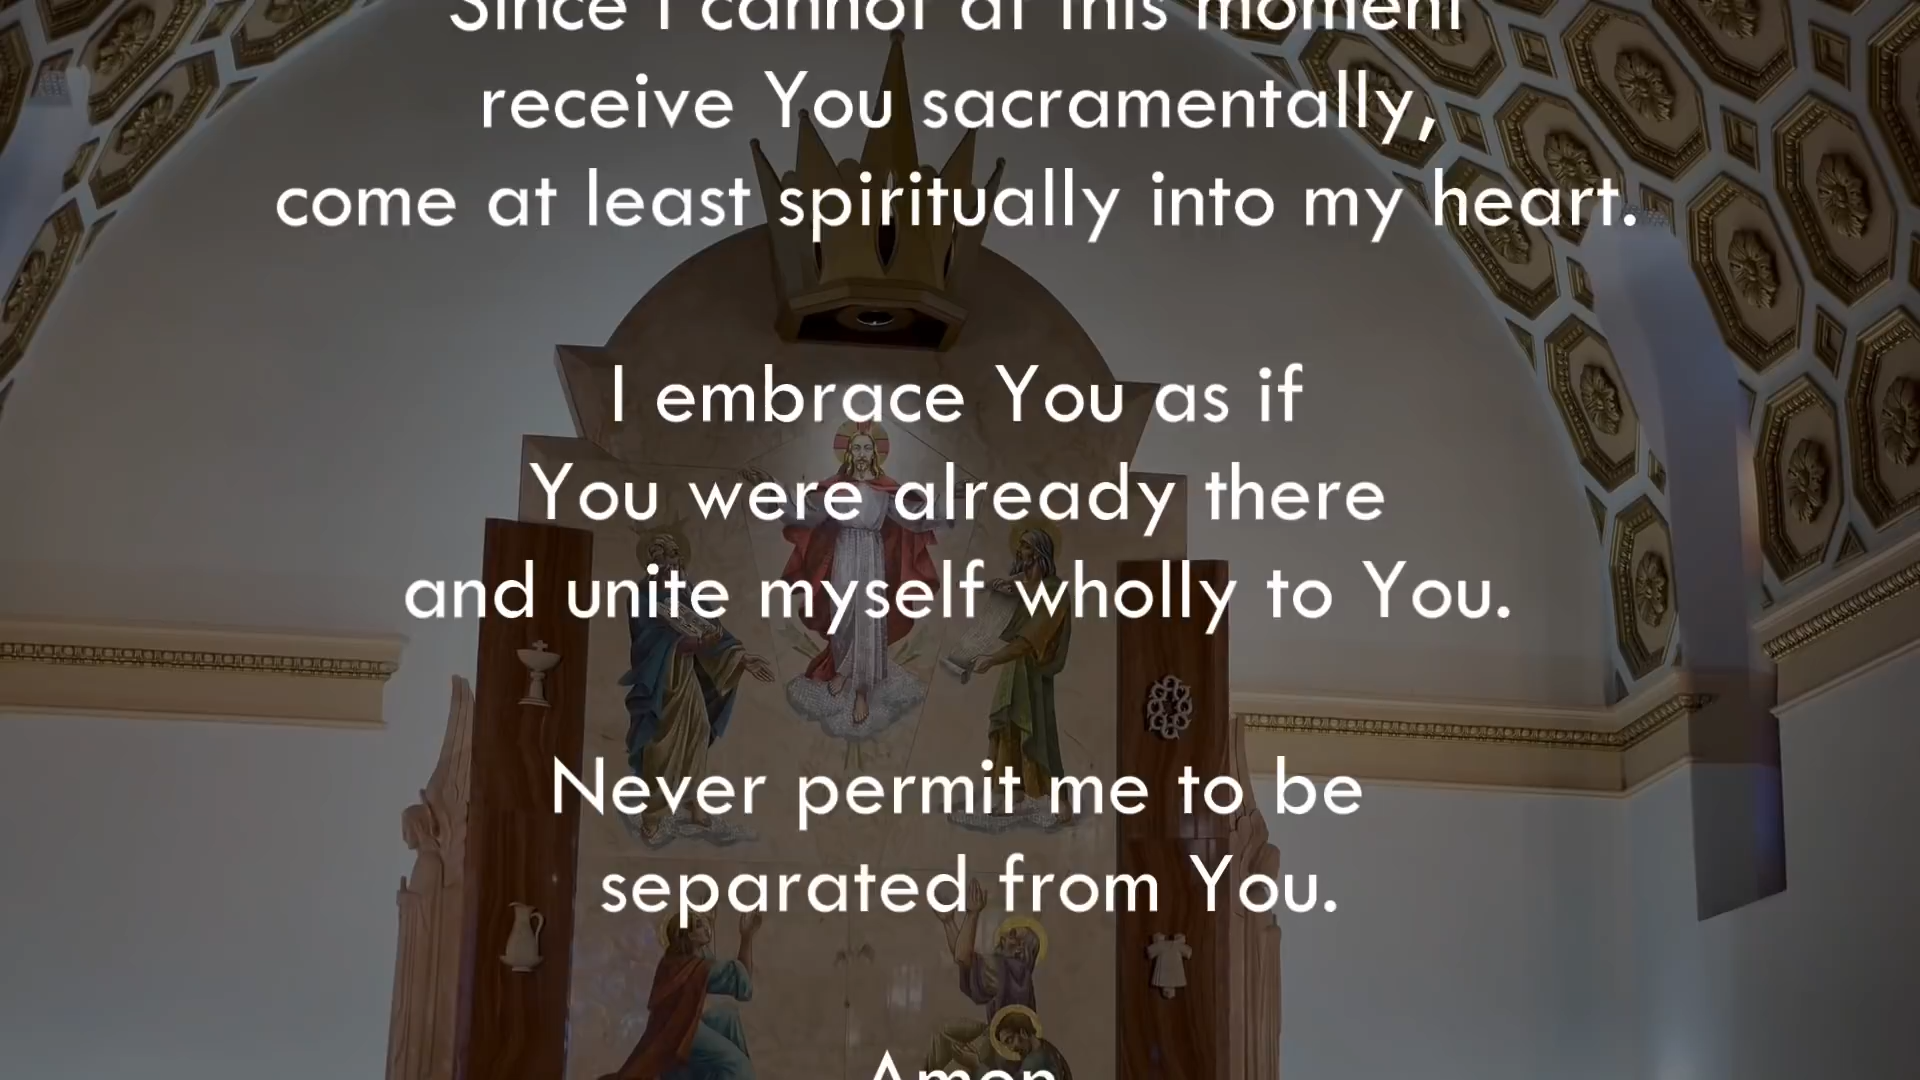 Since I cannot at this moment
receive You sacramentally,
come at least spiritually into my heart.
I embrace You as if
You were already there
and unite myself wholly to You.
Never permit me to be
separated from You.
Amen